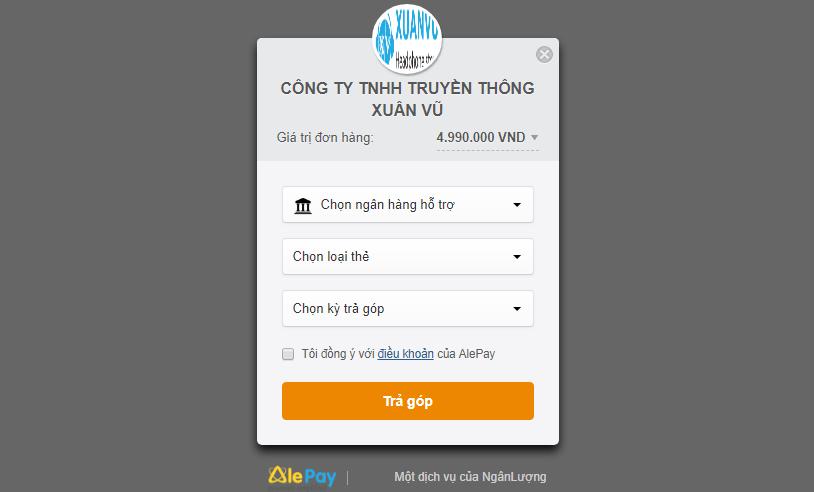 XUANVU
Headphone
CÔNG TY TNHH TRUYỀN THÔNG
XUÂN VŨ
Giá trị đơn hàng: 4.990.000 VND
Chọn ngân hàng hỗ trợ
Chọn loại thẻ
Chọn kỳ trả góp
Tôi đồng ý với điều khoản của AlePay
Trả góp
AlePay | Một dịch vụ của NgânLượng